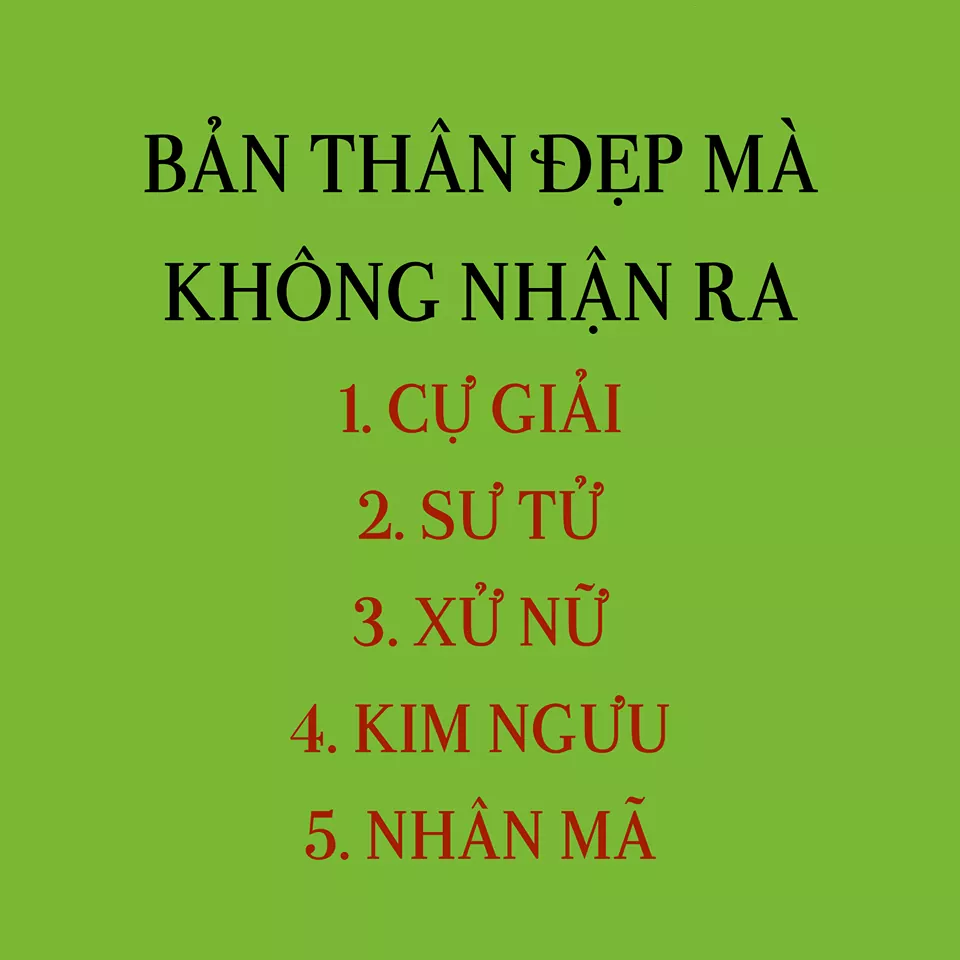 BẢN THÂN ĐẸP MÀ
KHÔNG NHẬN RA
1. CỰ GIẢI
2. SƯ TỬ
3. XỬ NỮ
4. KIM NGƯU
5. NHÂN MÃ